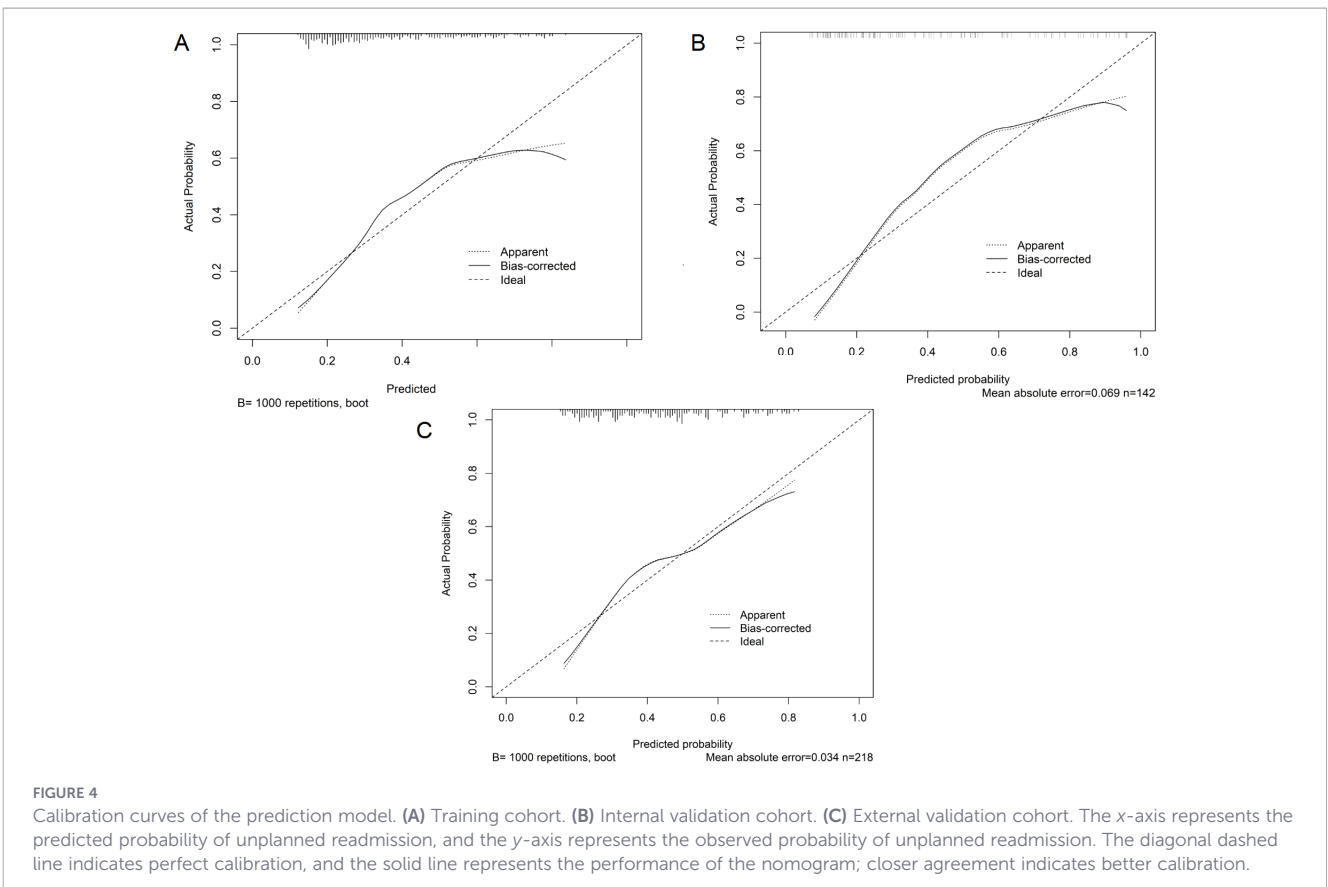 A
1.0
0.8
0.6
0.4
0.2
0.0
Actual Probability
Apparent
Bias-corrected
Ideal
0.0 0.2 0.4
Predicted
B= 1000 repetitions, boot
B
1.0
0.8
0.6
0.4
0.2
0.0
Actual Probability
Apparent
Bias-corrected
Ideal
0.0 0.2 0.4 0.6 0.8 1.0
Predicted probability
Mean absolute error=0.069 n=142
C
1.0
0.8
0.6
0.4
0.2
0.0
Actual Probability
Apparent
Bias-corrected
Ideal
0.0 0.2 0.4 0.6 0.8 1.0
Predicted probability
B= 1000 repetitions, boot Mean absolute error=0.034 n=218
FIGURE 4
Calibration curves of the prediction model. (A) Training cohort. (B) Internal validation cohort. (C) External validation cohort. The x-axis represents the
predicted probability of unplanned readmission, and the y-axis represents the observed probability of unplanned readmission. The diagonal dashed
line indicates perfect calibration, and the solid line represents the performance of the nomogram; closer agreement indicates better calibration.